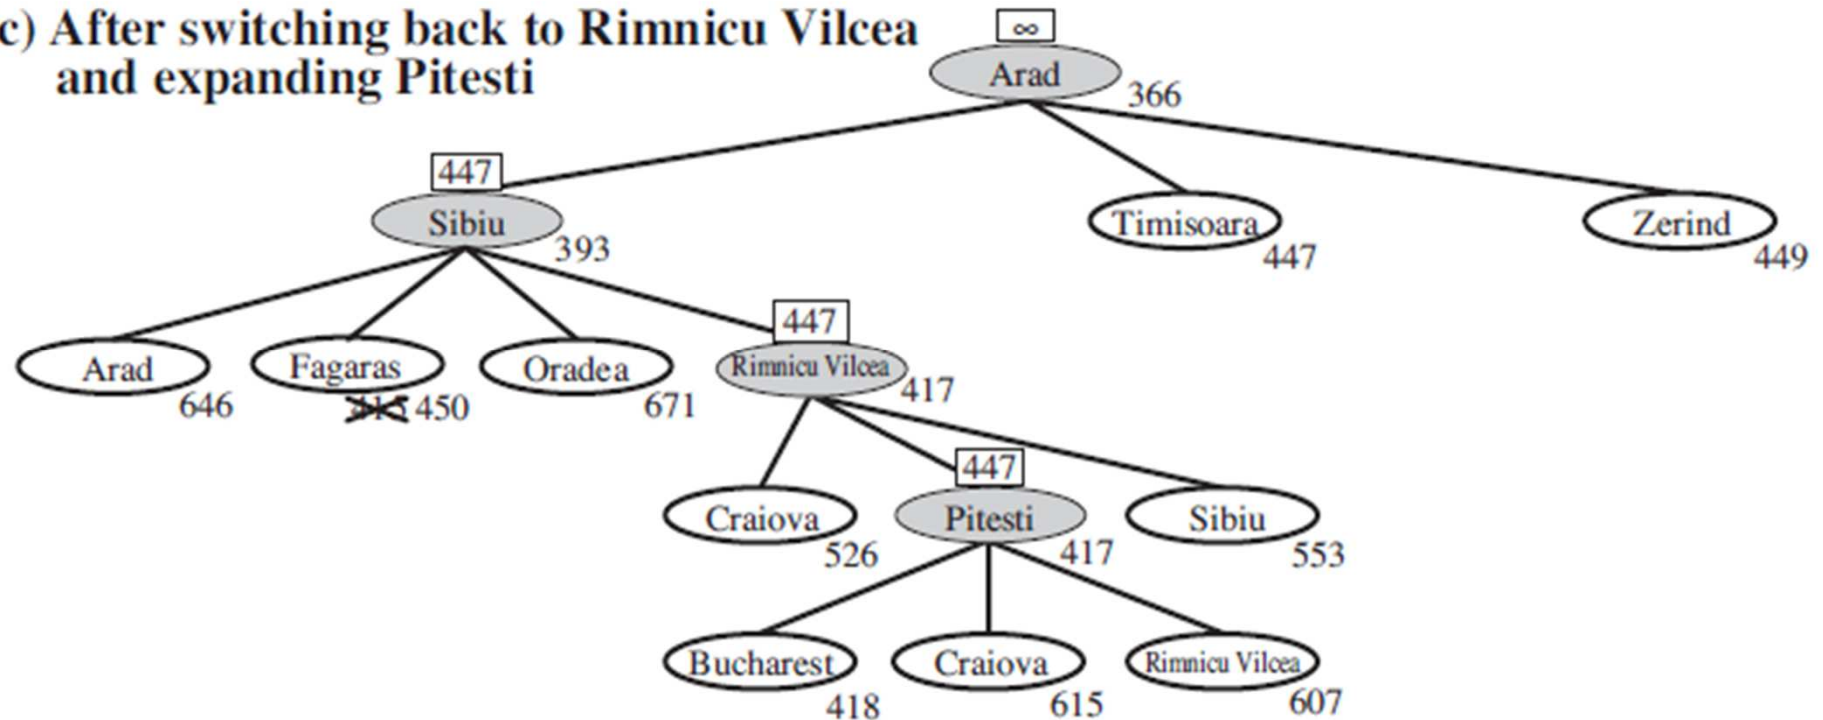 c) After switching back to Rimnicu Vilcea
and expanding Pitesti
∞
Arad
366
447
Sibiu
393
Timisoara
447
Zerind
449
Arad
646
Fagaras
415 450
Oradea
671
447
Rimnicu Vilcea
417
Craiova
526
447
Pitesti
417
Sibiu
553
Bucharest
418
Craiova
615
Rimnicu Vilcea
607